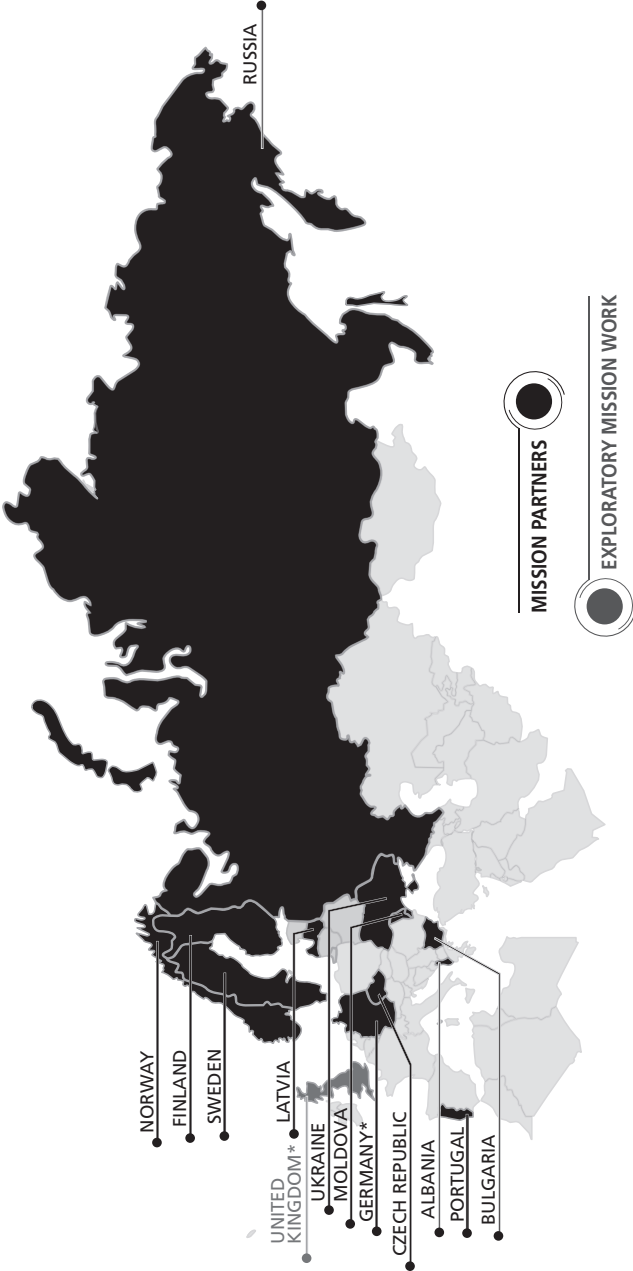 NORWAY
FINLAND
SWEDEN
LATVIA
UNITED
KINGDOM*
UKRAINE
MOLDOVA
GERMANY*
CZECH REPUBLIC
ALBANIA
PORTUGAL
BULGARIA
RUSSIA
MISSION PARTNERS
EXPLORATORY MISSION WORK